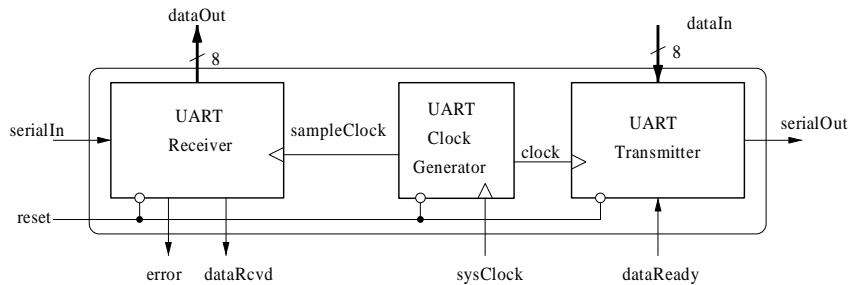 dataOut
dataIn
8
8
UART
Receiver
UART
Clock
Generator
UART
Transmitter
serialIn
sampleClock
clock
serialOut
reset
error
dataRcvd
sysClock
dataReady